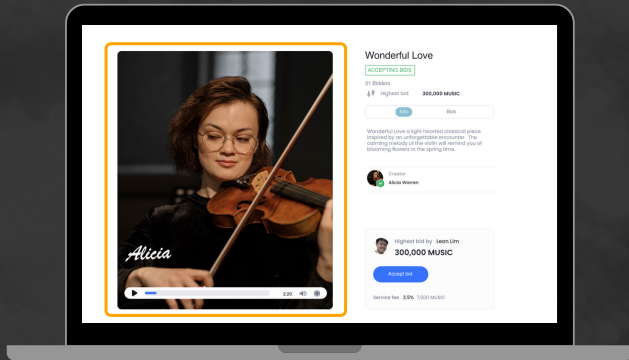 Wonderful Love
ACCEPTING BIDS
21 Bidders
Highest bid 300,000 MUSIC
Info Bids
Wonderful Love a light hearted classical piece
inspired by an unforgettable encounter. The
calming melody of the violin will remind you of
blooming flowers in the spring time.
Creator
Alicia Warren
Alicia
2:20
Highest bid by Leon Lim
300,000 MUSIC
Accept bid
Service fee 2.5% 7,500 MUSIC